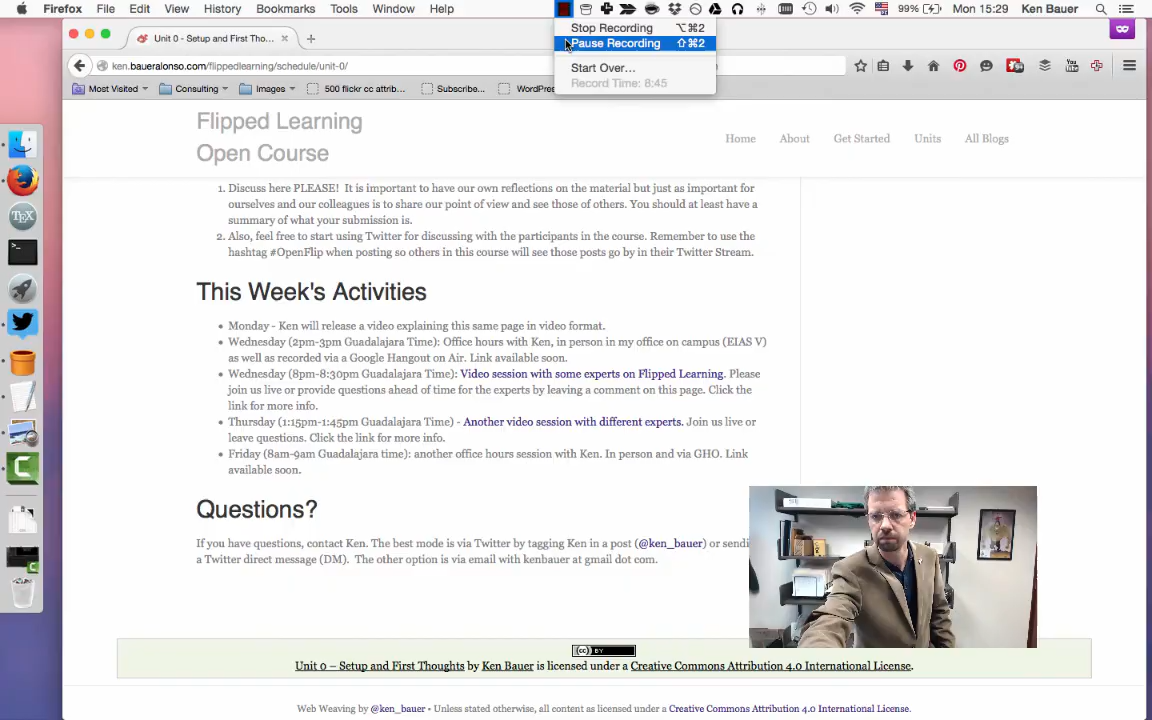 Firefox File Edit View History Bookmarks Tools Window Help 99% Mon 15:29 Ken Bauer
Stop Recording ⌥⌘2
Pause Recording ⇧⌘2
Start Over...
Record Time: 8:45
Unit 0 - Setup and First Tho...
ken.baueralonso.com/flippedlearning/schedule/unit-0/
Most Visited Consulting Images 500 flickr cc attrib... Subscribe... WordPres
Flipped Learning
Open Course
Home About Get Started Units All Blogs
1. Discuss here PLEASE! It is important to have our own reflections on the material but just as important for
ourselves and our colleagues is to share our point of view and see those of others. You should at least have a
summary of what your submission is.
2. Also, feel free to start using Twitter for discussing with the participants in the course. Remember to use the
hashtag #OpenFlip when posting so others in this course will see those posts go by in their Twitter Stream.
This Week's Activities
• Monday - Ken will release a video explaining this same page in video format.
• Wednesday (2pm-3pm Guadalajara Time): Office hours with Ken, in person in my office on campus (EIAS V)
as well as recorded via a Google Hangout on Air. Link available soon.
• Wednesday (8pm-8:30pm Guadalajara Time): Video session with some experts on Flipped Learning. Please
join us live or provide questions ahead of time for the experts by leaving a comment on this page. Click the
link for more info.
• Thursday (1:15pm-1:45pm Guadalajara Time) - Another video session with different experts. Join us live or
leave questions. Click the link for more info.
• Friday (8am-9am Guadalajara time): another office hours session with Ken. In person and via GHO. Link
available soon.
Questions?
If you have questions, contact Ken. The best mode is via Twitter by tagging Ken in a post (@ken_bauer) or sendi
a Twitter direct message (DM). The other option is via email with kenbauer at gmail dot com.
(cc) BY
Unit 0 – Setup and First Thoughts by Ken Bauer is licensed under a Creative Commons Attribution 4.0 International License.
Web Weaving by @ken_bauer • Unless stated otherwise, all content as licensed under a Creative Commons Attribution 4.0 International License.
TEX